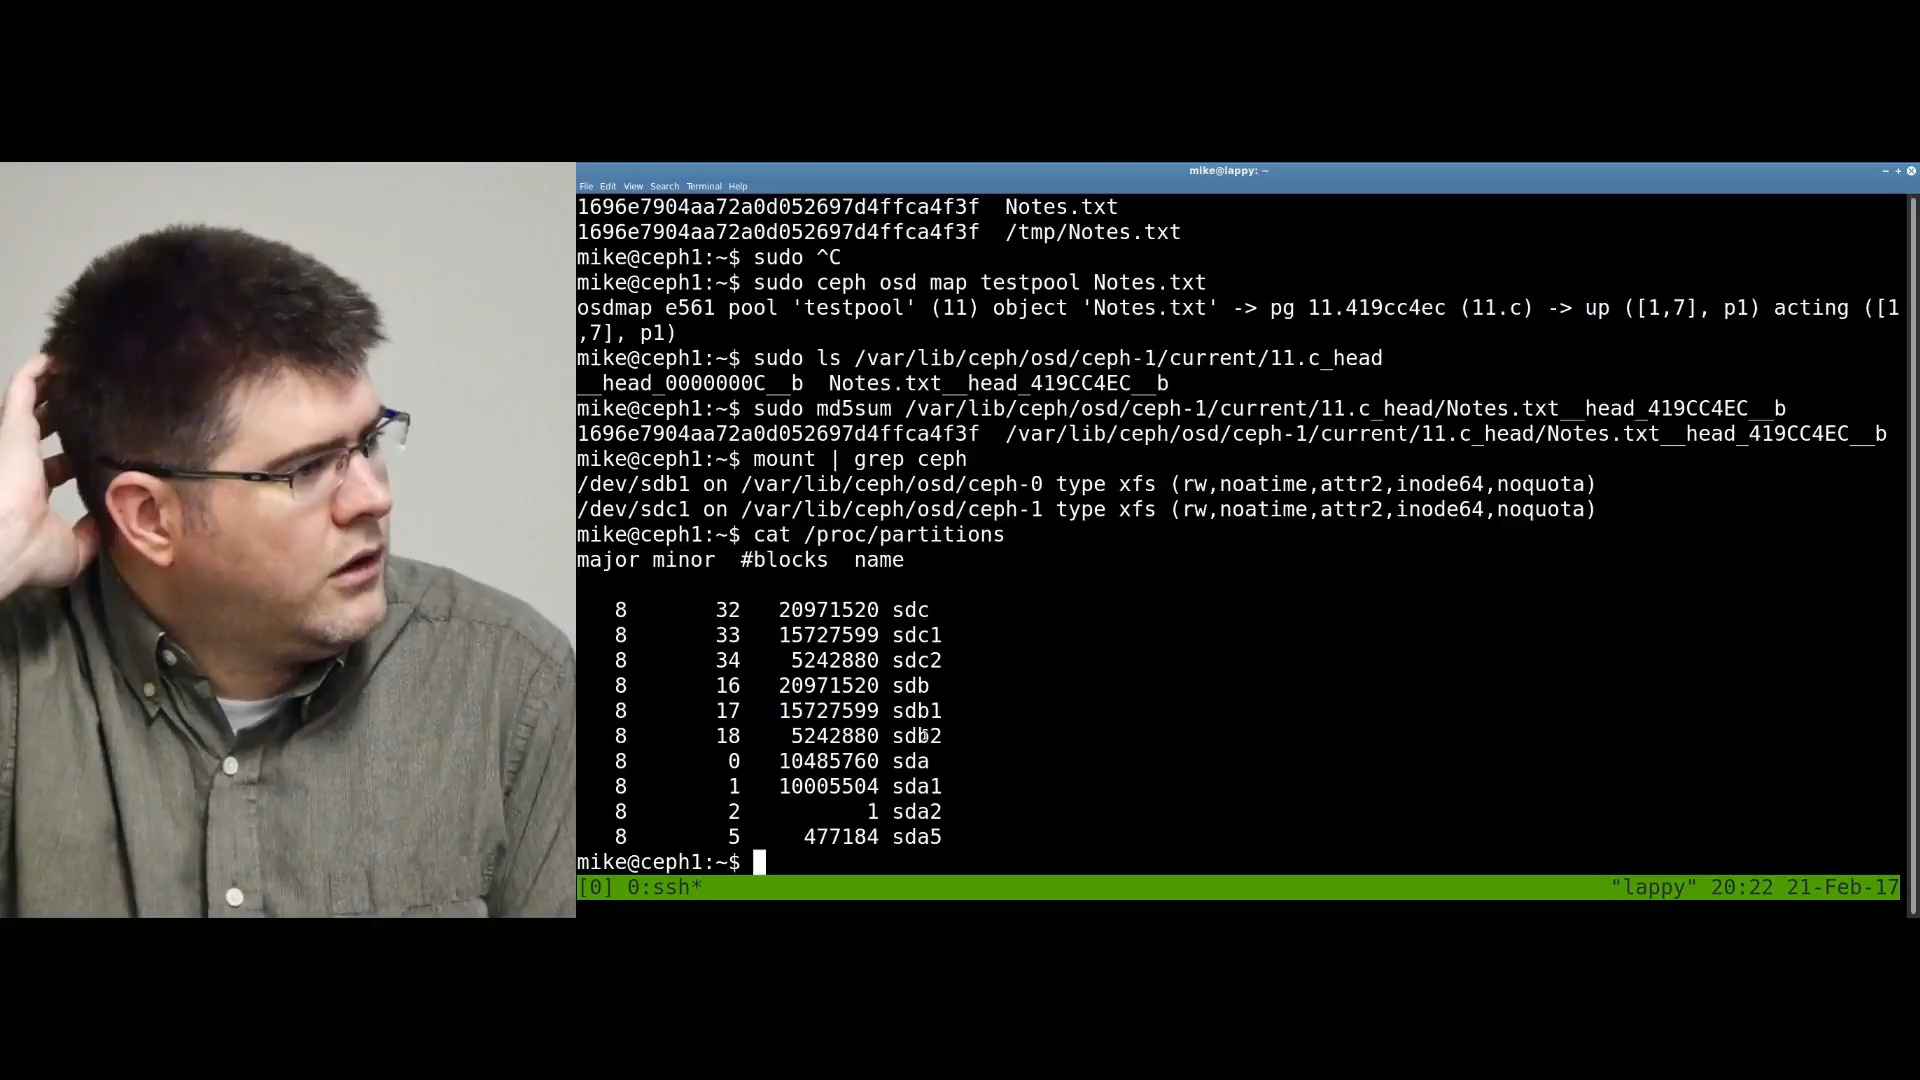 mike@lappy: ~
File Edit View Search Terminal Help
1696e7904aa72a0d052697d4ffca4f3f  Notes.txt
1696e7904aa72a0d052697d4ffca4f3f  /tmp/Notes.txt
mike@ceph1:~$ sudo ^C
mike@ceph1:~$ sudo ceph osd map testpool Notes.txt
osdmap e561 pool 'testpool' (11) object 'Notes.txt' -> pg 11.419cc4ec (11.c) -> up ([1,7], p1) acting ([1
,7], p1)
mike@ceph1:~$ sudo ls /var/lib/ceph/osd/ceph-1/current/11.c_head
__head_0000000C__b  Notes.txt__head_419CC4EC__b
mike@ceph1:~$ sudo md5sum /var/lib/ceph/osd/ceph-1/current/11.c_head/Notes.txt__head_419CC4EC__b
1696e7904aa72a0d052697d4ffca4f3f  /var/lib/ceph/osd/ceph-1/current/11.c_head/Notes.txt__head_419CC4EC__b
mike@ceph1:~$ mount | grep ceph
/dev/sdb1 on /var/lib/ceph/osd/ceph-0 type xfs (rw,noatime,attr2,inode64,noquota)
/dev/sdc1 on /var/lib/ceph/osd/ceph-1 type xfs (rw,noatime,attr2,inode64,noquota)
mike@ceph1:~$ cat /proc/partitions
major minor  #blocks  name
8       32   20971520 sdc
8       33   15727599 sdc1
8       34    5242880 sdc2
8       16   20971520 sdb
8       17   15727599 sdb1
8       18    5242880 sdb2
8        0   10485760 sda
8        1   10005504 sda1
8        2          1 sda2
8        5     477184 sda5
mike@ceph1:~$
[0] 0:ssh* "lappy" 20:22 21-Feb-17